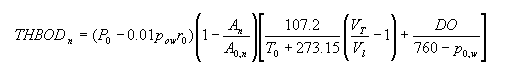 THBOD_n = (P_0 − 0.01p_{ow}r_0)(1 − A_n/A_{0,n})[107.2/(T_0 + 273.15)(V_T/V_l − 1) + DO/(760 − p_{0,w})]